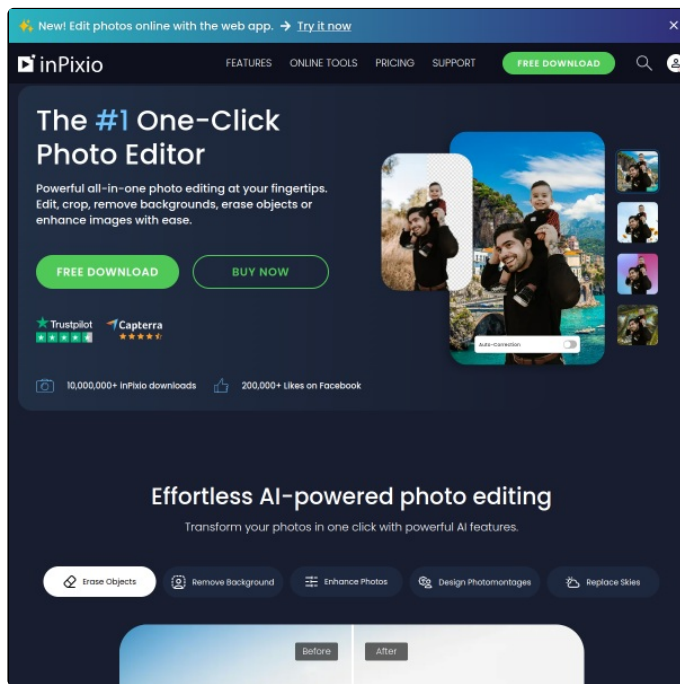 New! Edit photos online with the web app. → Try it now
inPixio
FEATURES ONLINE TOOLS PRICING SUPPORT FREE DOWNLOAD
The #1 One-Click
Photo Editor
Powerful all-in-one photo editing at your fingertips.
Edit, crop, remove backgrounds, erase objects or
enhance images with ease.
FREE DOWNLOAD BUY NOW
Trustpilot Capterra
Auto-Correction
10,000,000+ inPixio downloads 200,000+ Likes on Facebook
Effortless AI-powered photo editing
Transform your photos in one click with powerful AI features.
Erase Objects Remove Background Enhance Photos Design Photomontages Replace Skies
Before After